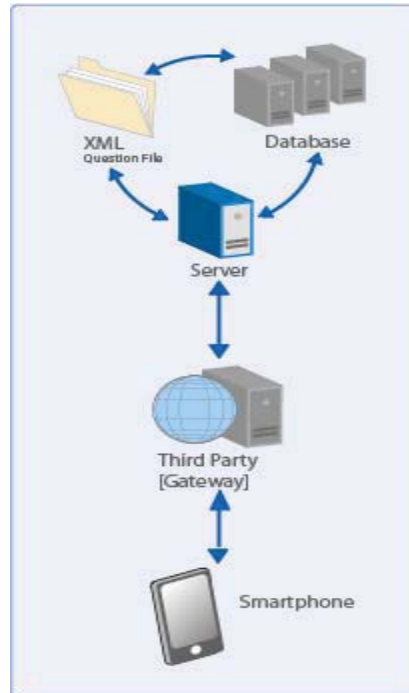 XML
Question File
Database
Server
Third Party
[Gateway]
Smartphone